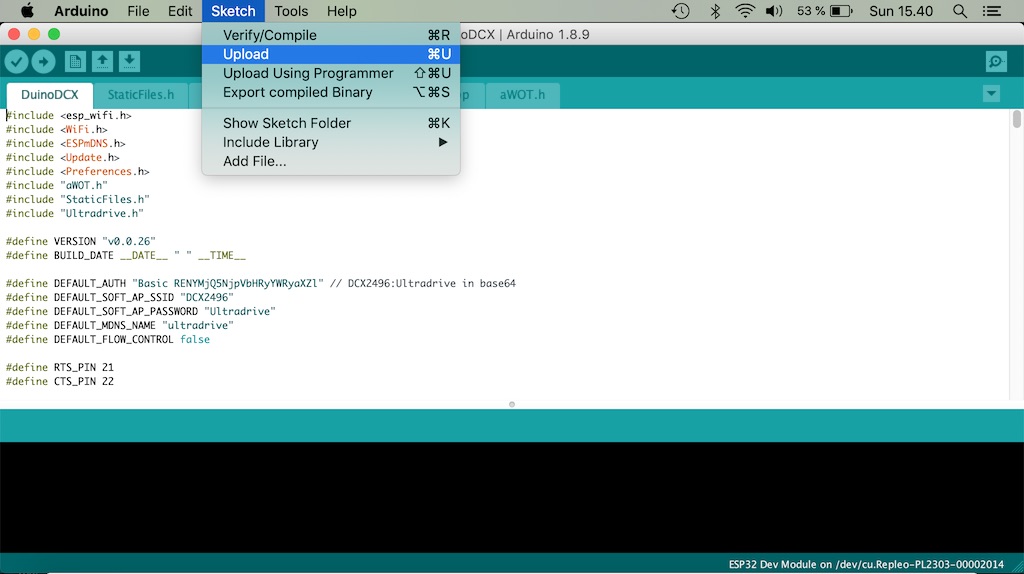 Arduino File Edit Sketch Tools Help 53 % Sun 15.40
oDCX | Arduino 1.8.9
Verify/Compile ⌘R
Upload ⌘U
Upload Using Programmer ⇧⌘U
Export compiled Binary ⌥⌘S
Show Sketch Folder ⌘K
Include Library ▶
Add File...
DuinoDCX StaticFiles.h p aWOT.h
#include <esp_wifi.h>
#include <WiFi.h>
#include <ESPmDNS.h>
#include <Update.h>
#include <Preferences.h>
#include "aWOT.h"
#include "StaticFiles.h"
#include "Ultradrive.h"
#define VERSION "v0.0.26"
#define BUILD_DATE __DATE__ " " __TIME__
#define DEFAULT_AUTH "Basic RENYMjQ5NjpVbHRyYWRyaXZl" // DCX2496:Ultradrive in base64
#define DEFAULT_SOFT_AP_SSID "DCX2496"
#define DEFAULT_SOFT_AP_PASSWORD "Ultradrive"
#define DEFAULT_MDNS_NAME "ultradrive"
#define DEFAULT_FLOW_CONTROL false
#define RTS_PIN 21
#define CTS_PIN 22
ESP32 Dev Module on /dev/cu.Repleo-PL2303-00002014